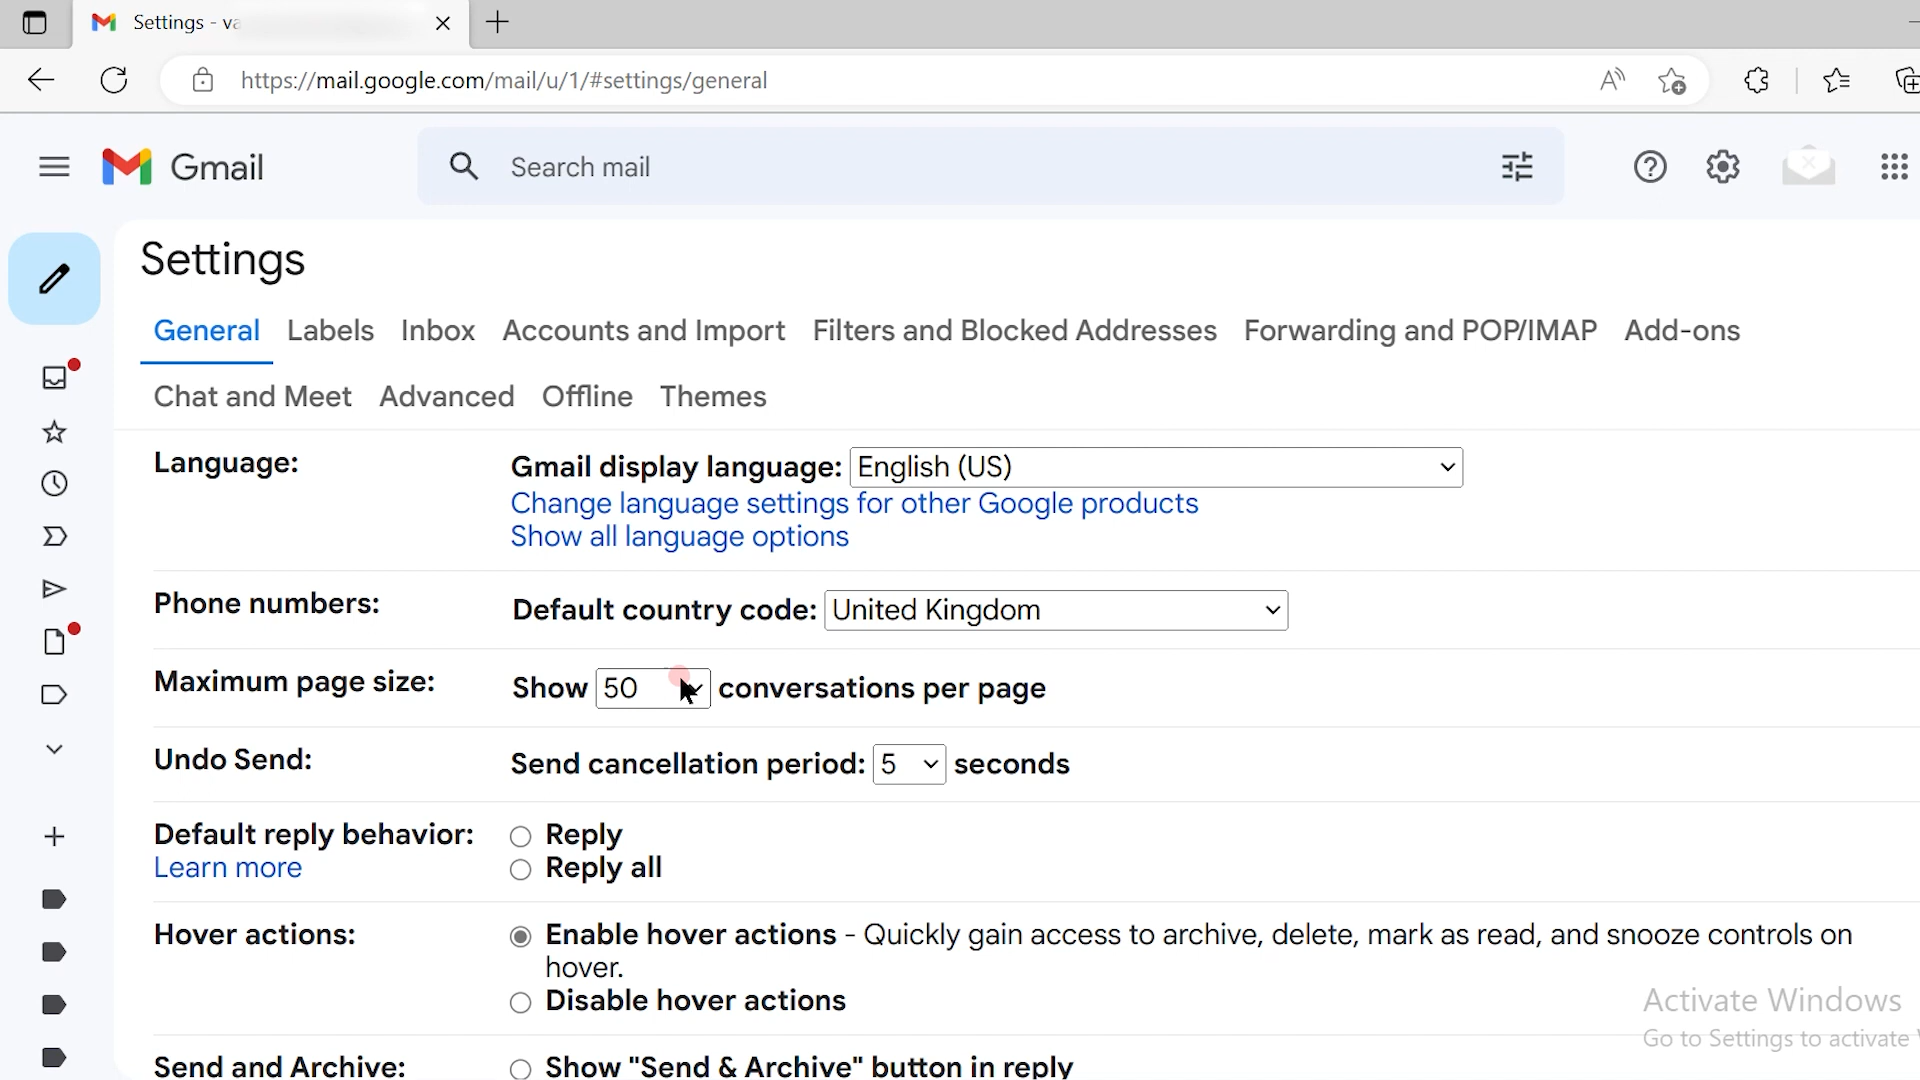 Settings - va
https://mail.google.com/mail/u/1/#settings/general
Gmail
Search mail
Settings
General Labels Inbox Accounts and Import Filters and Blocked Addresses Forwarding and POP/IMAP Add-ons
Chat and Meet Advanced Offline Themes
Language: Gmail display language: English (US)
Change language settings for other Google products
Show all language options
Phone numbers: Default country code: United Kingdom
Maximum page size: Show 50 conversations per page
Undo Send: Send cancellation period: 5 seconds
Default reply behavior: Reply
Learn more Reply all
Hover actions: Enable hover actions - Quickly gain access to archive, delete, mark as read, and snooze controls on
hover.
Disable hover actions
Activate Windows
Go to Settings to activate
Send and Archive: Show "Send & Archive" button in reply